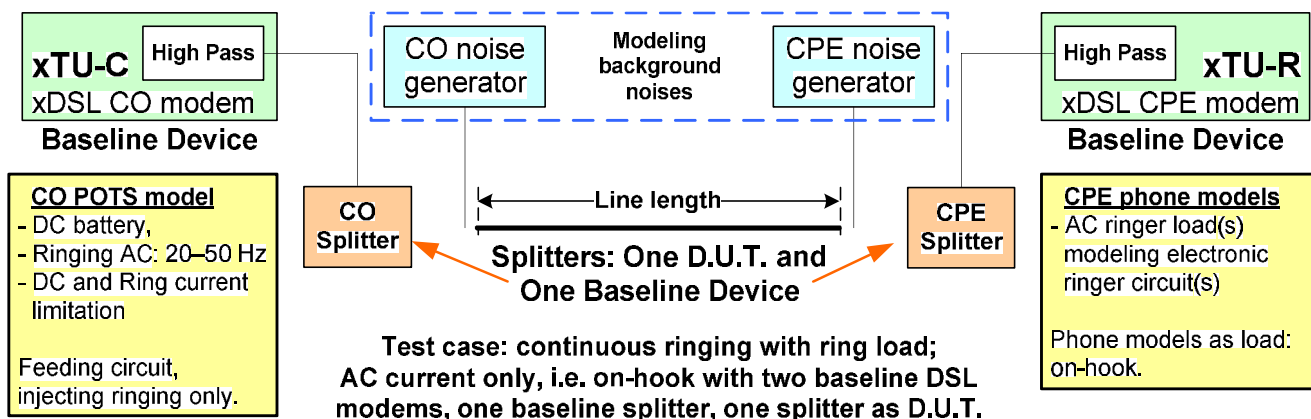 xTU-C
High Pass
xDSL CO modem
Baseline Device
CO noise
generator
Modeling
background
noises
CPE noise
generator
High Pass
xTU-R
xDSL CPE modem
Baseline Device
CO POTS model
- DC battery,
- Ringing AC: 20–50 Hz
- DC and Ring current
limitation
Feeding circuit,
injecting ringing only.
CO
Splitter
Line length
CPE
Splitter
Splitters: One D.U.T. and
One Baseline Device
CPE phone models
- AC ringer load(s)
modeling electronic
ringer circuit(s)
Phone models as load:
on-hook.
Test case: continuous ringing with ring load;
AC current only, i.e. on-hook with two baseline DSL
modems, one baseline splitter, one splitter as D.U.T.